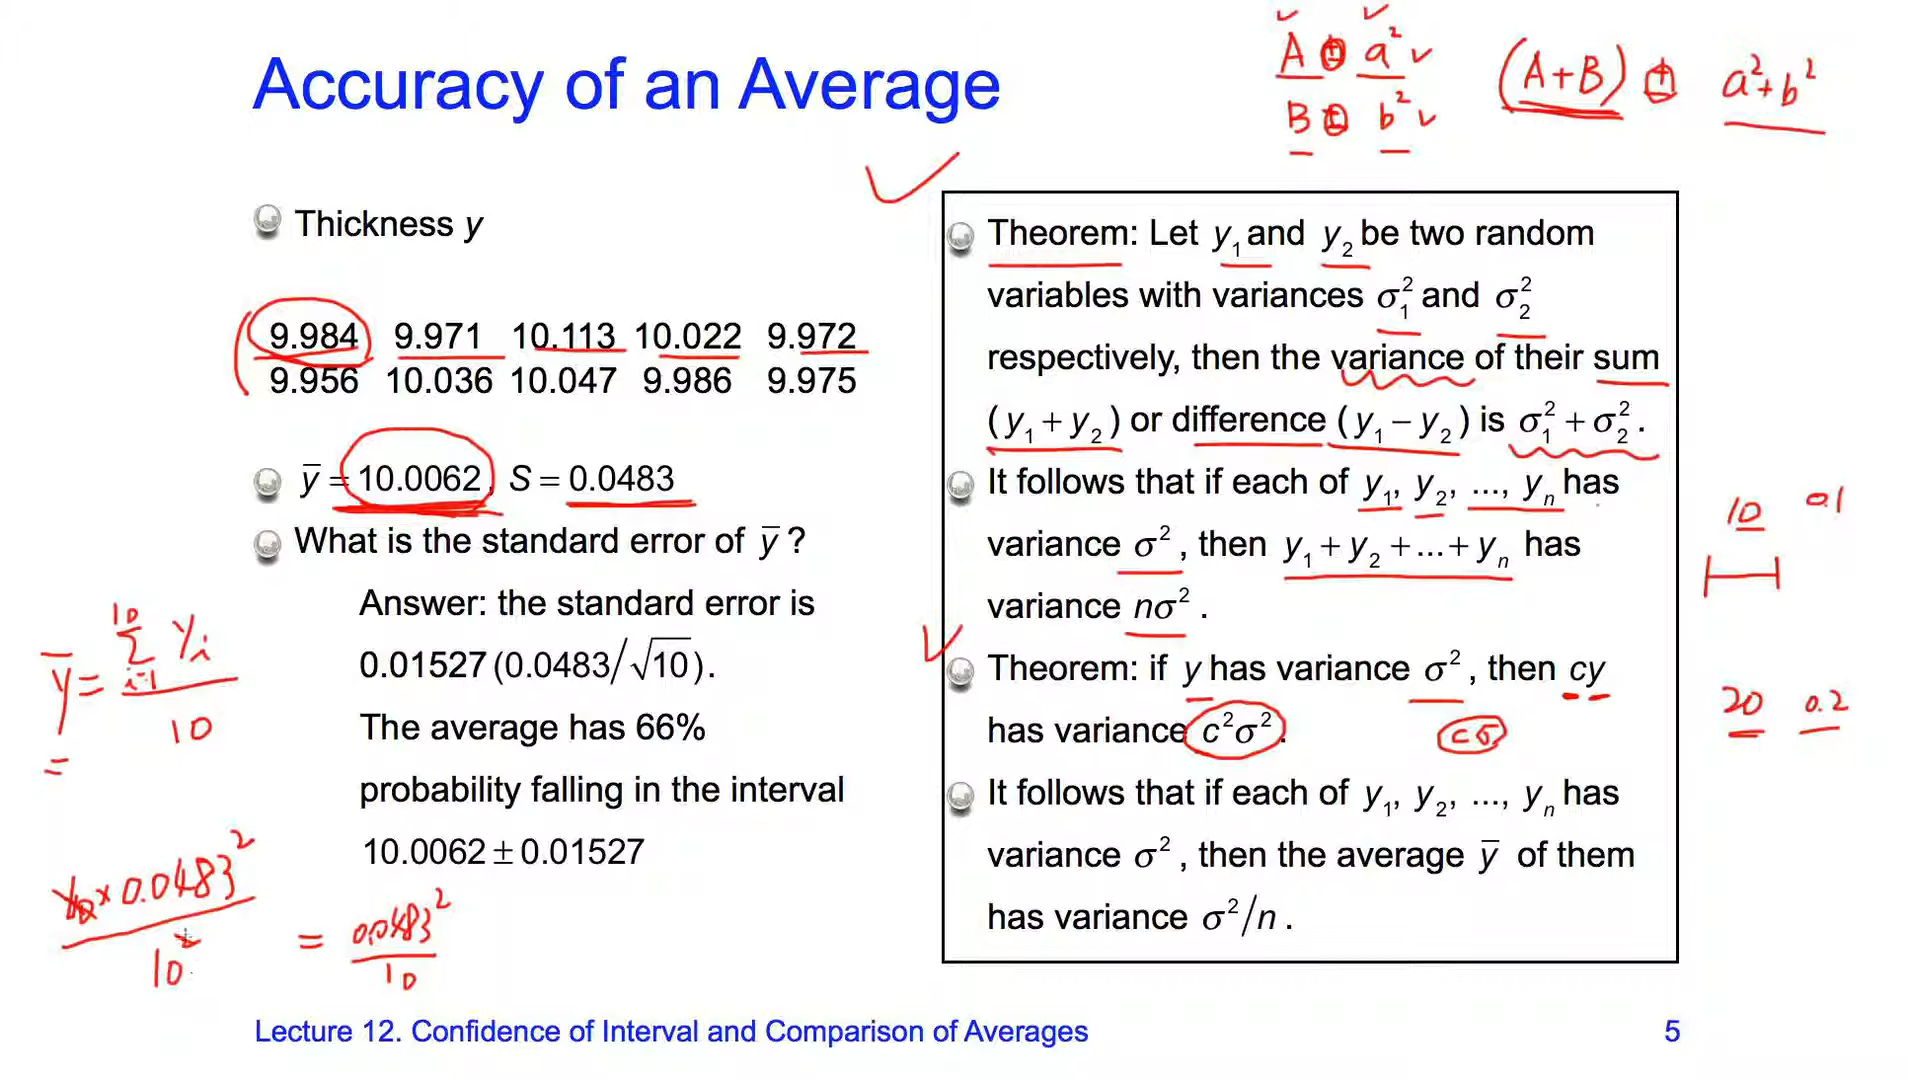 Accuracy of an Average
A ± a² ✓
B ± b² ✓
(A+B) ± a²+b²
Thickness y
9.984 9.971 10.113 10.022 9.972
9.956 10.036 10.047 9.986 9.975
ȳ = 10.0062, S = 0.0483
What is the standard error of ȳ ?
Answer: the standard error is
0.01527 (0.0483/√10).
The average has 66%
probability falling in the interval
10.0062 ± 0.01527
Theorem: Let y₁ and y₂ be two random
variables with variances σ₁² and σ₂²
respectively, then the variance of their sum
(y₁ + y₂) or difference (y₁ − y₂) is σ₁² + σ₂².
It follows that if each of y₁, y₂, ..., yₙ has
variance σ², then y₁ + y₂ + ... + yₙ has
variance nσ².
Theorem: if y has variance σ², then cy
has variance c²σ².
cσ
It follows that if each of y₁, y₂, ..., yₙ has
variance σ², then the average ȳ of them
has variance σ²/n.
10 0.1
20 0.2
10
ȳ = Σ yᵢ
i=1
10
=
10 × 0.0483²
10²
= 0.0483²
10
Lecture 12. Confidence of Interval and Comparison of Averages
5